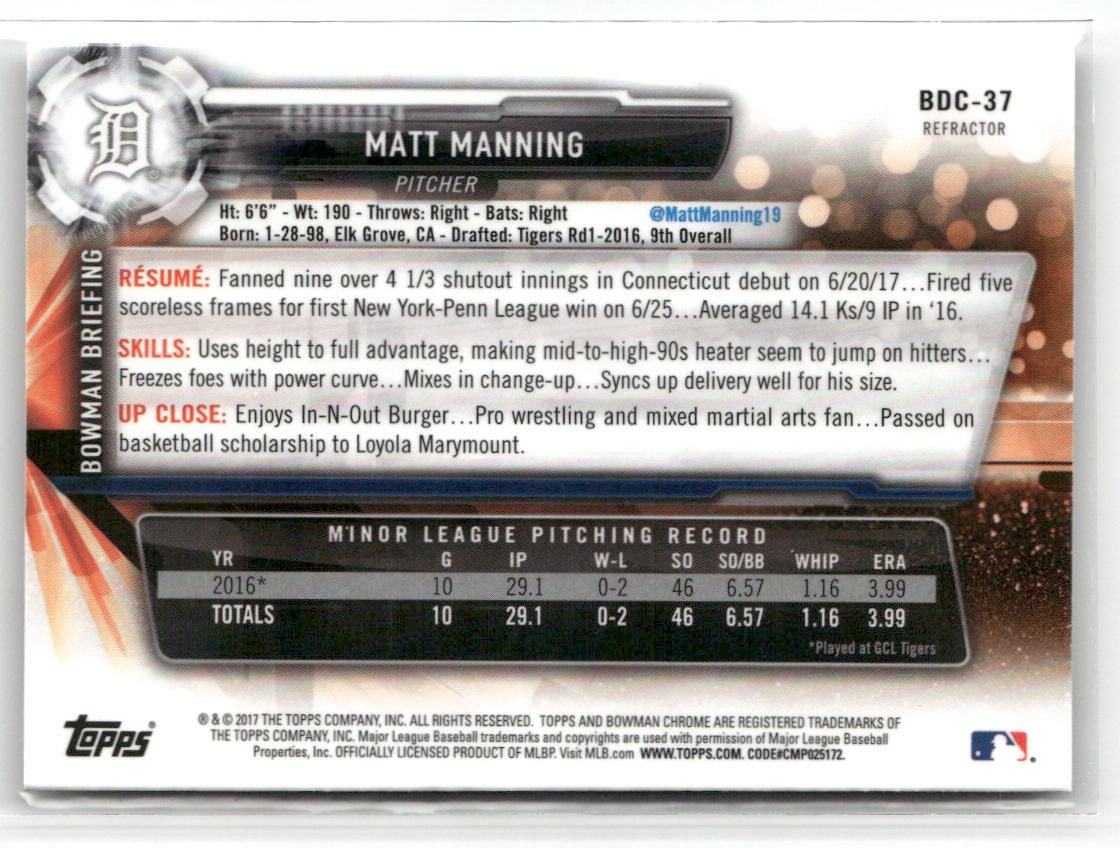 BDC-37
REFRACTOR
D®
MATT MANNING
PITCHER
Ht: 6'6" - Wt: 190 - Throws: Right - Bats: Right @MattManning19
Born: 1-28-98, Elk Grove, CA - Drafted: Tigers Rd1-2016, 9th Overall
BOWMAN BRIEFING
RÉSUMÉ: Fanned nine over 4 1/3 shutout innings in Connecticut debut on 6/20/17...Fired five
scoreless frames for first New York-Penn League win on 6/25...Averaged 14.1 Ks/9 IP in '16.
SKILLS: Uses height to full advantage, making mid-to-high-90s heater seem to jump on hitters...
Freezes foes with power curve...Mixes in change-up...Syncs up delivery well for his size.
UP CLOSE: Enjoys In-N-Out Burger...Pro wrestling and mixed martial arts fan...Passed on
basketball scholarship to Loyola Marymount.
MINOR LEAGUE PITCHING RECORD
YR G IP W-L SO SO/BB WHIP ERA
2016* 10 29.1 0-2 46 6.57 1.16 3.99
TOTALS 10 29.1 0-2 46 6.57 1.16 3.99
*Played at GCL Tigers
Topps®
® & © 2017 THE TOPPS COMPANY, INC. ALL RIGHTS RESERVED. TOPPS AND BOWMAN CHROME ARE REGISTERED TRADEMARKS OF
THE TOPPS COMPANY, INC. Major League Baseball trademarks and copyrights are used with permission of Major League Baseball
Properties, Inc. OFFICIALLY LICENSED PRODUCT OF MLBP. Visit MLB.com WWW.TOPPS.COM. CODE#CMP025172.